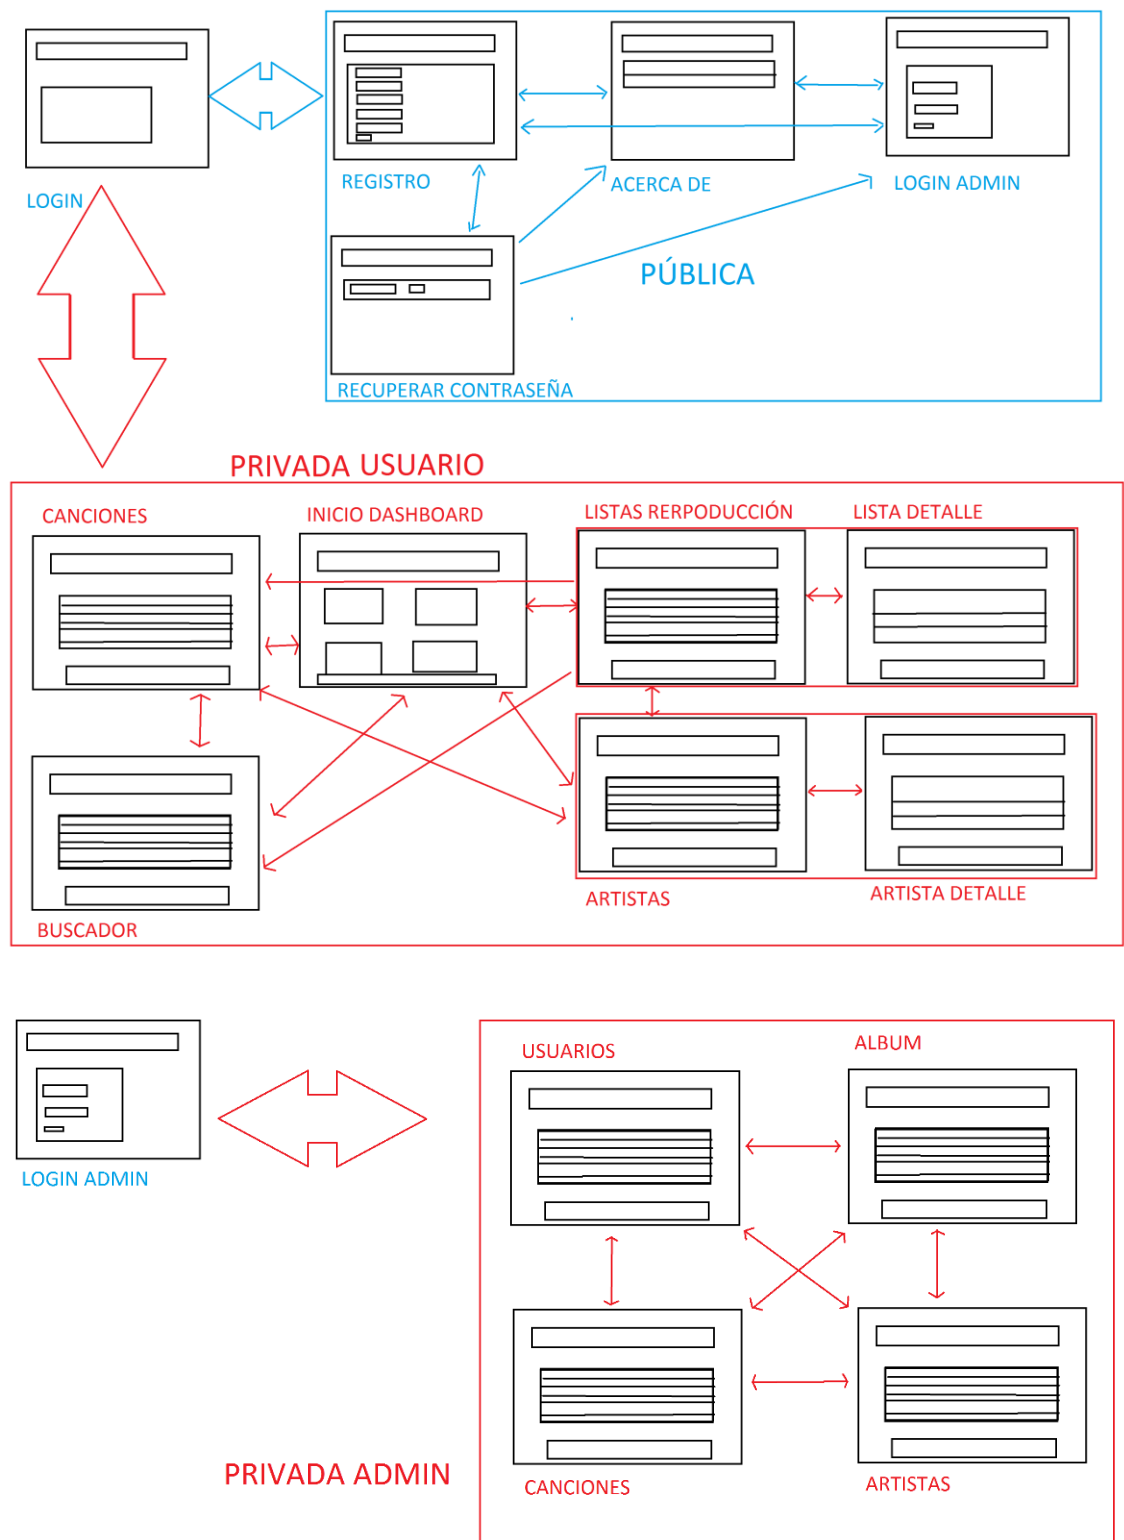 REGISTRO
ACERCA DE
LOGIN ADMIN
LOGIN
PÚBLICA
RECUPERAR CONTRASEÑA
PRIVADA USUARIO
CANCIONES
INICIO DASHBOARD
LISTAS RERPODUCCIÓN
LISTA DETALLE
ARTISTAS
ARTISTA DETALLE
BUSCADOR
USUARIOS
ALBUM
LOGIN ADMIN
PRIVADA ADMIN
CANCIONES
ARTISTAS